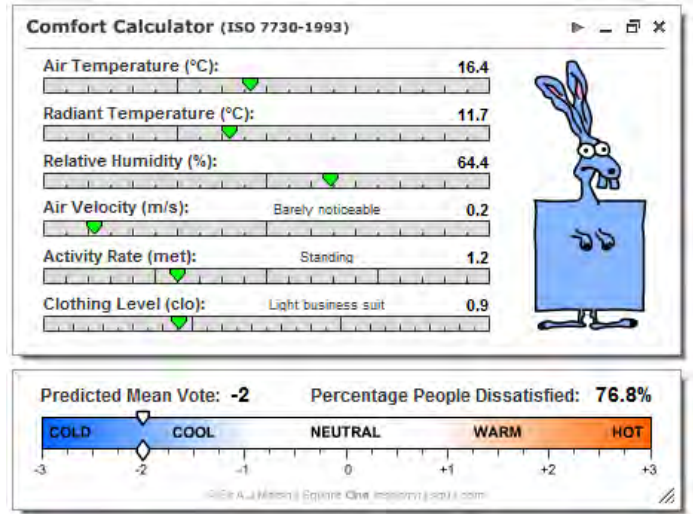 Comfort Calculator (ISO 7730-1993)
Air Temperature (°C): 16.4
Radiant Temperature (°C): 11.7
Relative Humidity (%): 64.4
Air Velocity (m/s): Barely noticeable 0.2
Activity Rate (met): Standing 1.2
Clothing Level (clo): Light business suit 0.9
Predicted Mean Vote: -2 Percentage People Dissatisfied: 76.8%
COLD COOL NEUTRAL WARM HOT
-3 -2 -1 0 +1 +2 +3
Square One